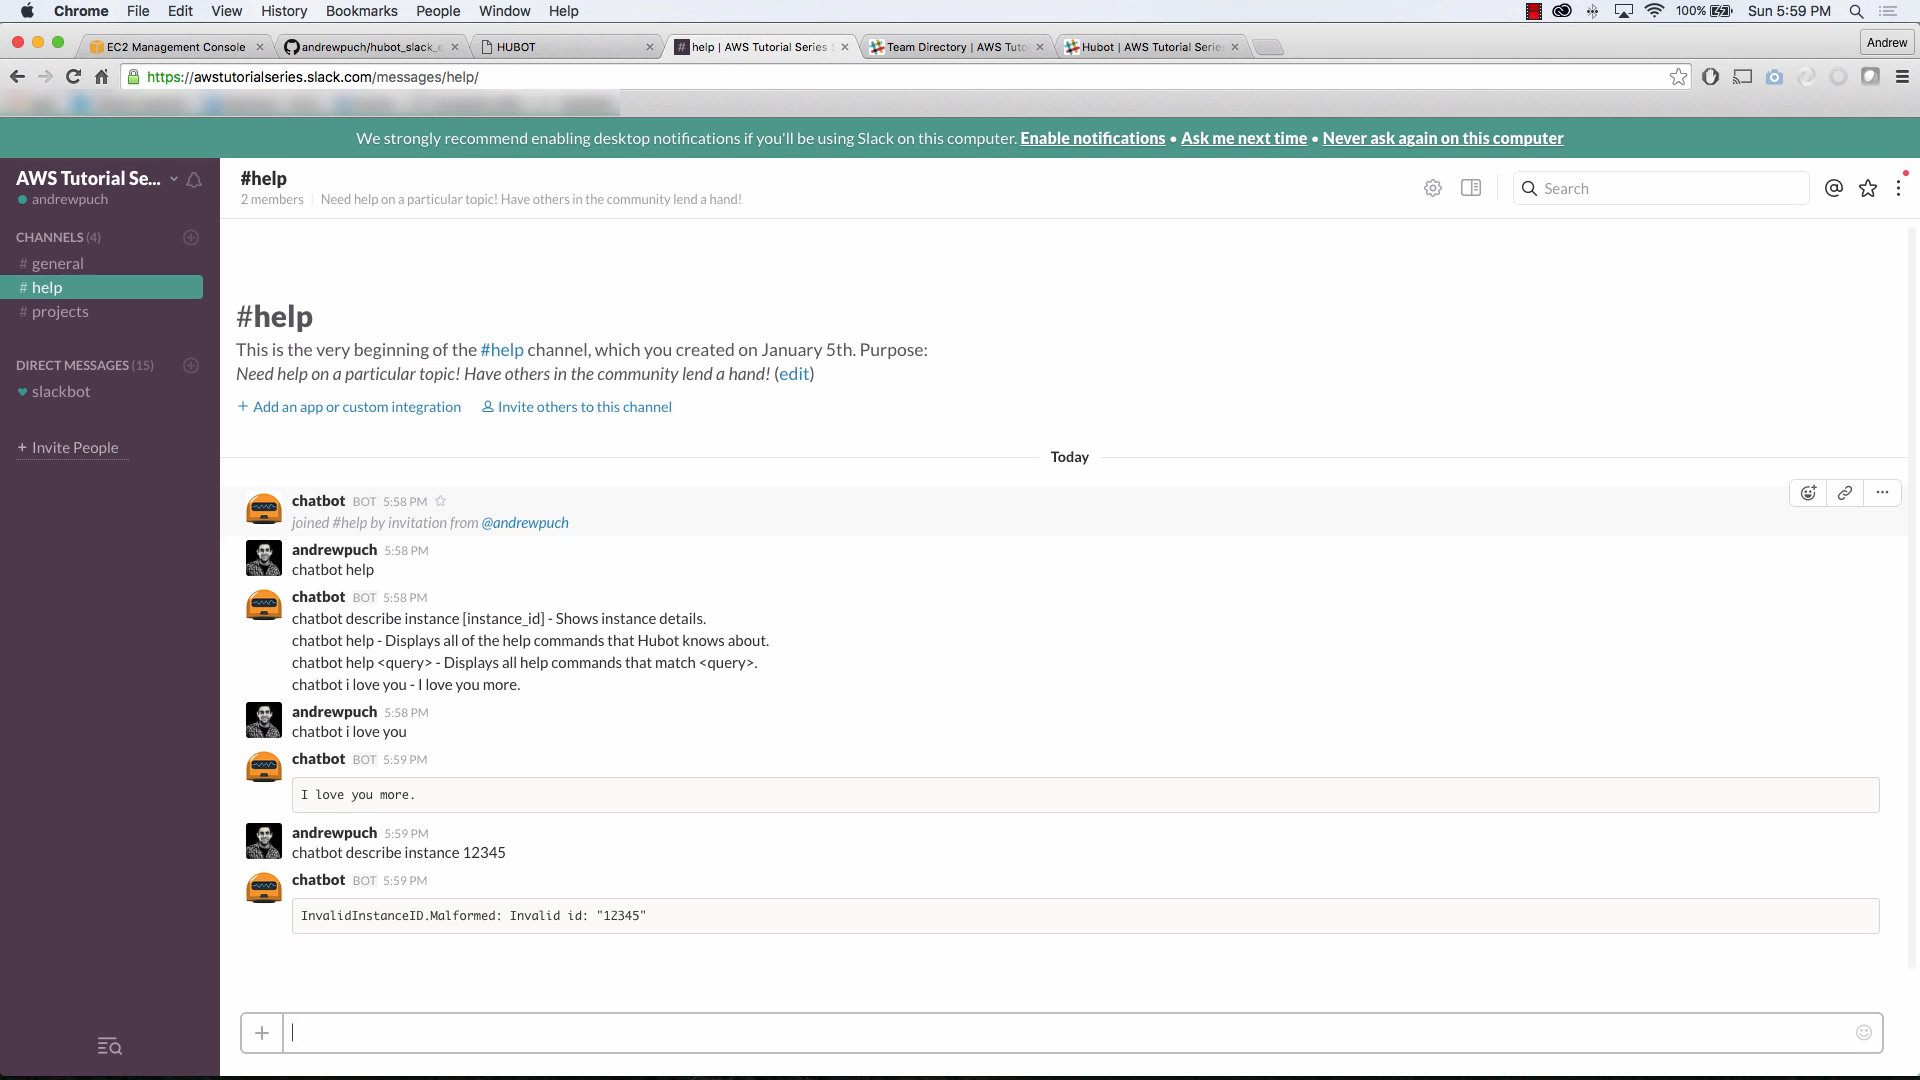 Chrome File Edit View History Bookmarks People Window Help 100% Sun 5:59 PM
EC2 Management Console andrewpuch/hubot_slack_e HUBOT help | AWS Tutorial Series Team Directory | AWS Tuto Hubot | AWS Tutorial Series Andrew
https://awstutorialseries.slack.com/messages/help/
We strongly recommend enabling desktop notifications if you'll be using Slack on this computer. Enable notifications • Ask me next time • Never ask again on this computer
AWS Tutorial Se...
andrewpuch
CHANNELS (4)
# general
# help
# projects
DIRECT MESSAGES (15)
slackbot
+ Invite People
#help
2 members | Need help on a particular topic! Have others in the community lend a hand!
Search
#help
This is the very beginning of the #help channel, which you created on January 5th. Purpose:
Need help on a particular topic! Have others in the community lend a hand! (edit)
+ Add an app or custom integration Invite others to this channel
Today
chatbot BOT 5:58 PM
joined #help by invitation from @andrewpuch
andrewpuch 5:58 PM
chatbot help
chatbot BOT 5:58 PM
chatbot describe instance [instance_id] - Shows instance details.
chatbot help - Displays all of the help commands that Hubot knows about.
chatbot help <query> - Displays all help commands that match <query>.
chatbot i love you - I love you more.
andrewpuch 5:58 PM
chatbot i love you
chatbot BOT 5:59 PM
I love you more.
andrewpuch 5:59 PM
chatbot describe instance 12345
chatbot BOT 5:59 PM
InvalidInstanceID.Malformed: Invalid id: "12345"